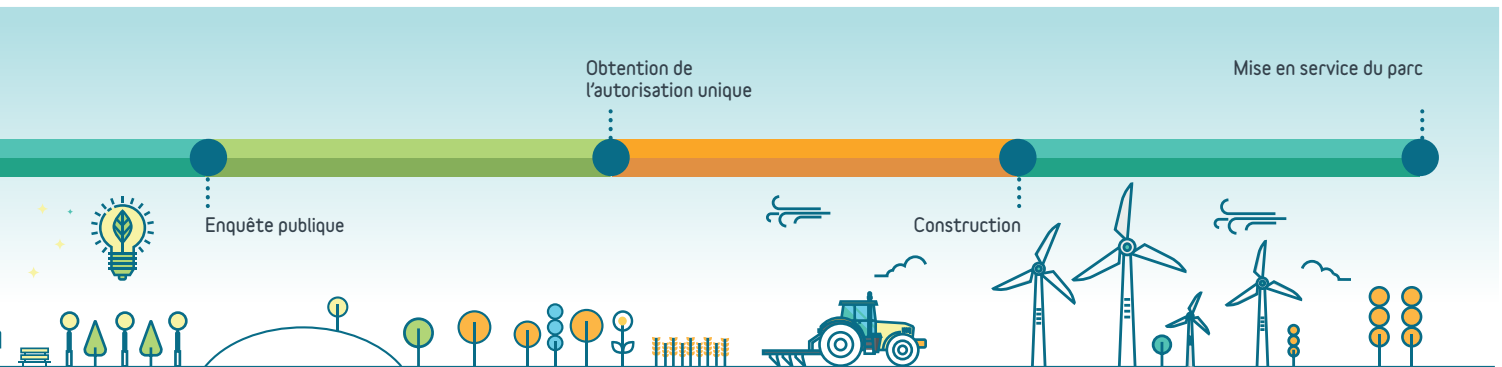 Enquête publique
Obtention de
l'autorisation unique
Construction
Mise en service du parc